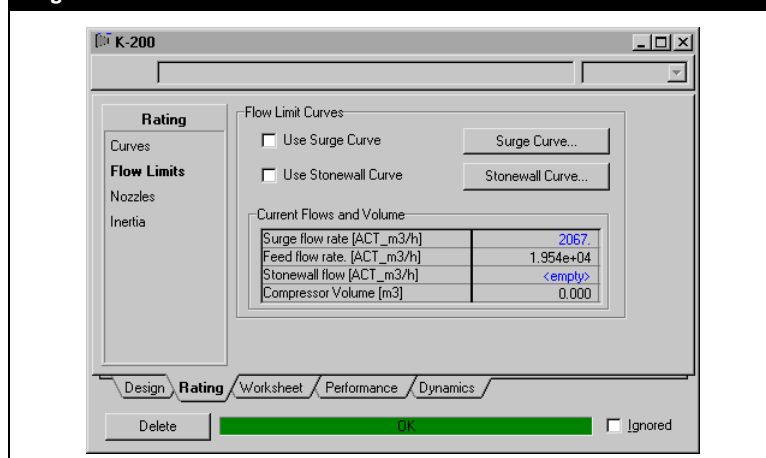 K-200
Rating
Curves
Flow Limits
Nozzles
Inertia
Flow Limit Curves
Use Surge Curve
Surge Curve...
Use Stonewall Curve
Stonewall Curve...
Current Flows and Volume
Surge flow rate [ACT_m3/h] 2067.
Feed flow rate. [ACT_m3/h] 1.954e+04
Stonewall flow [ACT_m3/h] <empty>
Compressor Volume [m3] 0.000
Design Rating Worksheet Performance Dynamics
Delete OK Ignored